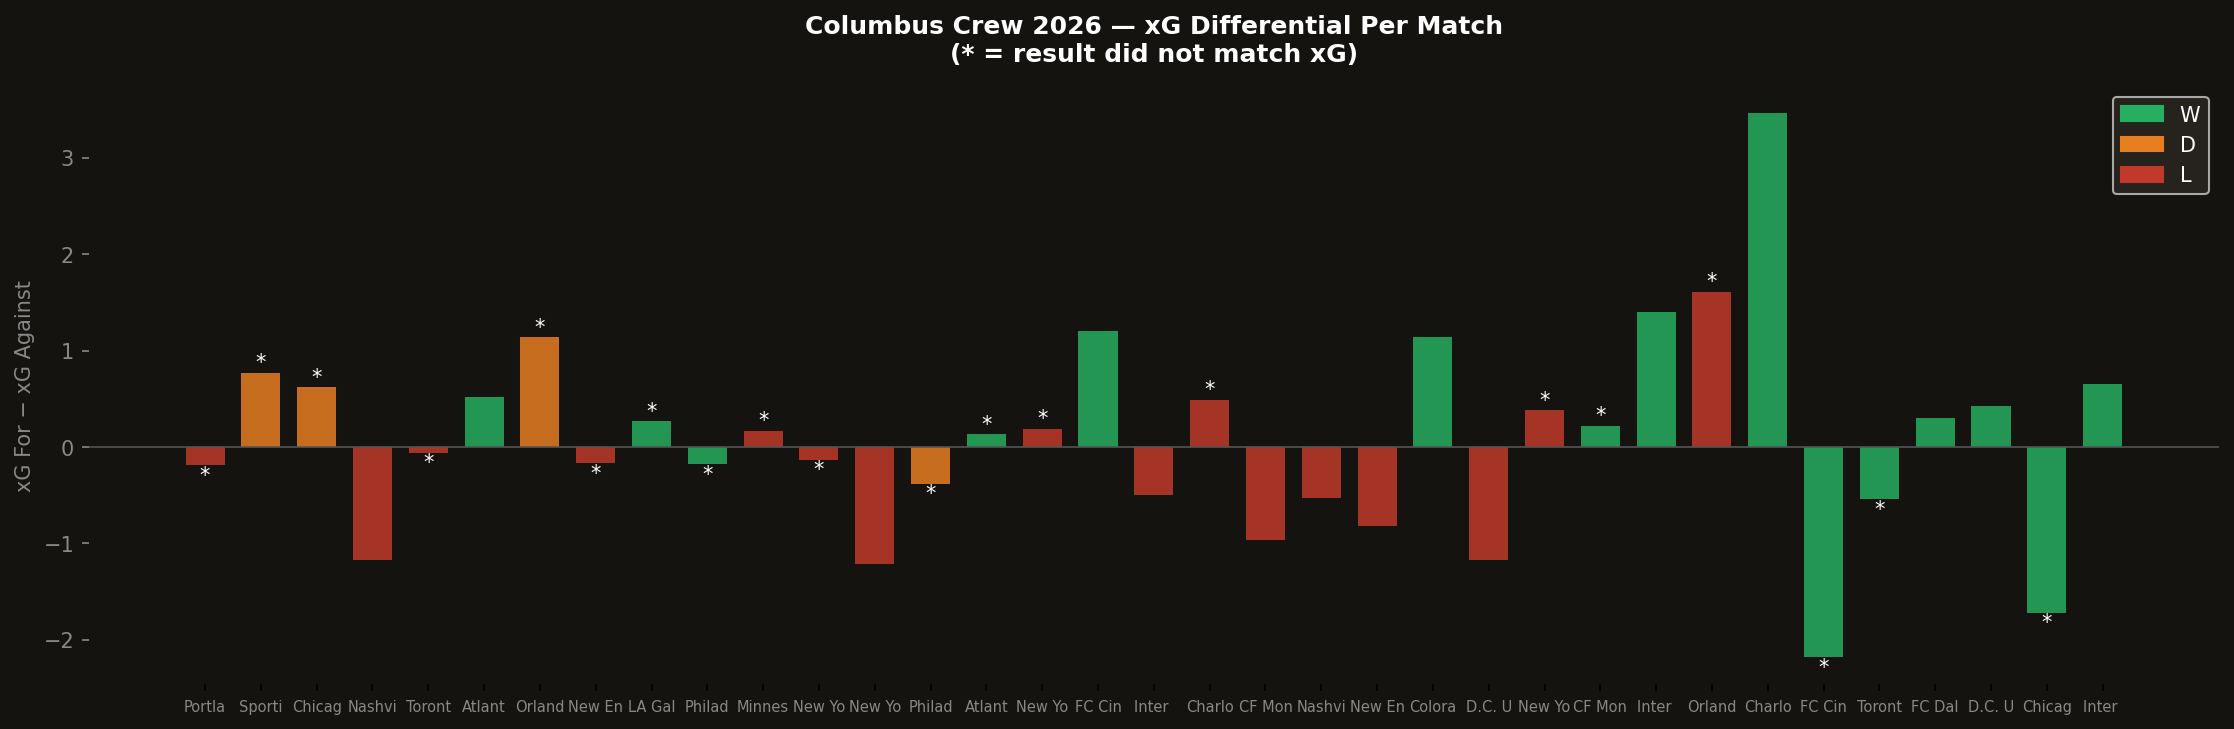 Columbus Crew 2026 — xG Differential Per Match
(* = result did not match xG)
W
D
L
xG For − xG Against
3
2
1
0
−1
−2
* * * * * * * * * * * * * * * * * * * * *
Portla Sporti Chicag Nashvi Toront Atlant Orland New En LA Gal Philad Minnes New Yo New Yo Philad Atlant New Yo FC Cin Inter Charlo CF Mon Nashvi New En Colora D.C. U New Yo CF Mon Inter Orland Charlo FC Cin Toront FC Dal D.C. U Chicag Inter